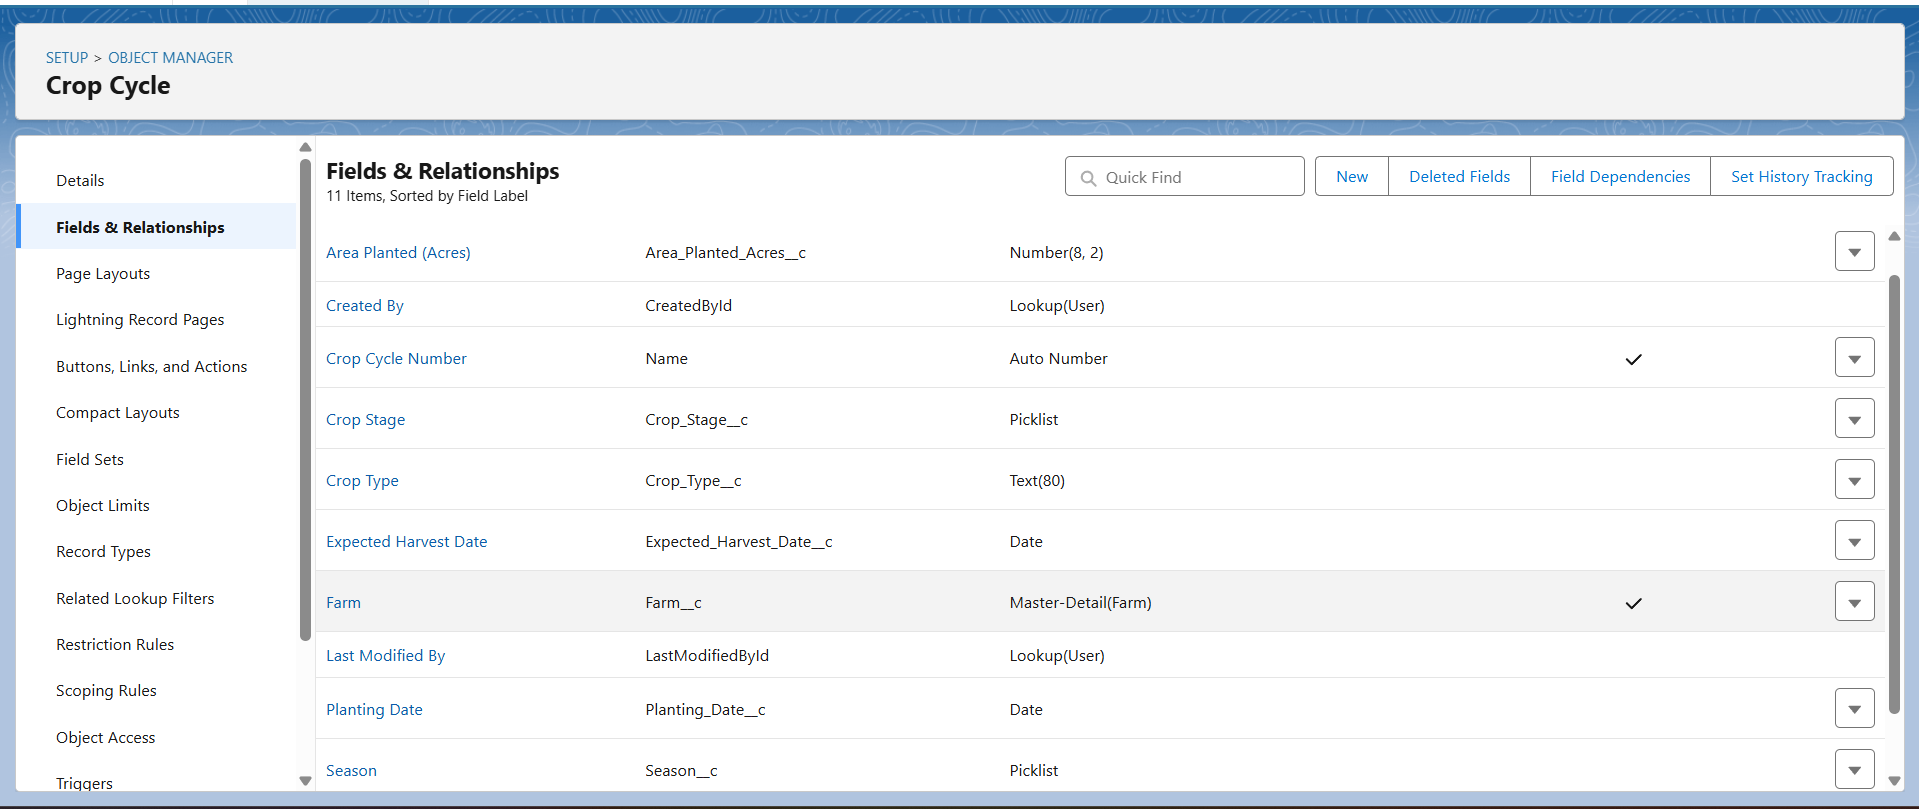 SETUP > OBJECT MANAGER
Crop Cycle
Details
Fields & Relationships
Page Layouts
Lightning Record Pages
Buttons, Links, and Actions
Compact Layouts
Field Sets
Object Limits
Record Types
Related Lookup Filters
Restriction Rules
Scoping Rules
Object Access
Triggers
Fields & Relationships
11 Items, Sorted by Field Label
Quick Find
New Deleted Fields Field Dependencies Set History Tracking
Area Planted (Acres) Area_Planted_Acres__c Number(8, 2)
Created By CreatedById Lookup(User)
Crop Cycle Number Name Auto Number
Crop Stage Crop_Stage__c Picklist
Crop Type Crop_Type__c Text(80)
Expected Harvest Date Expected_Harvest_Date__c Date
Farm Farm__c Master-Detail(Farm)
Last Modified By LastModifiedById Lookup(User)
Planting Date Planting_Date__c Date
Season Season__c Picklist